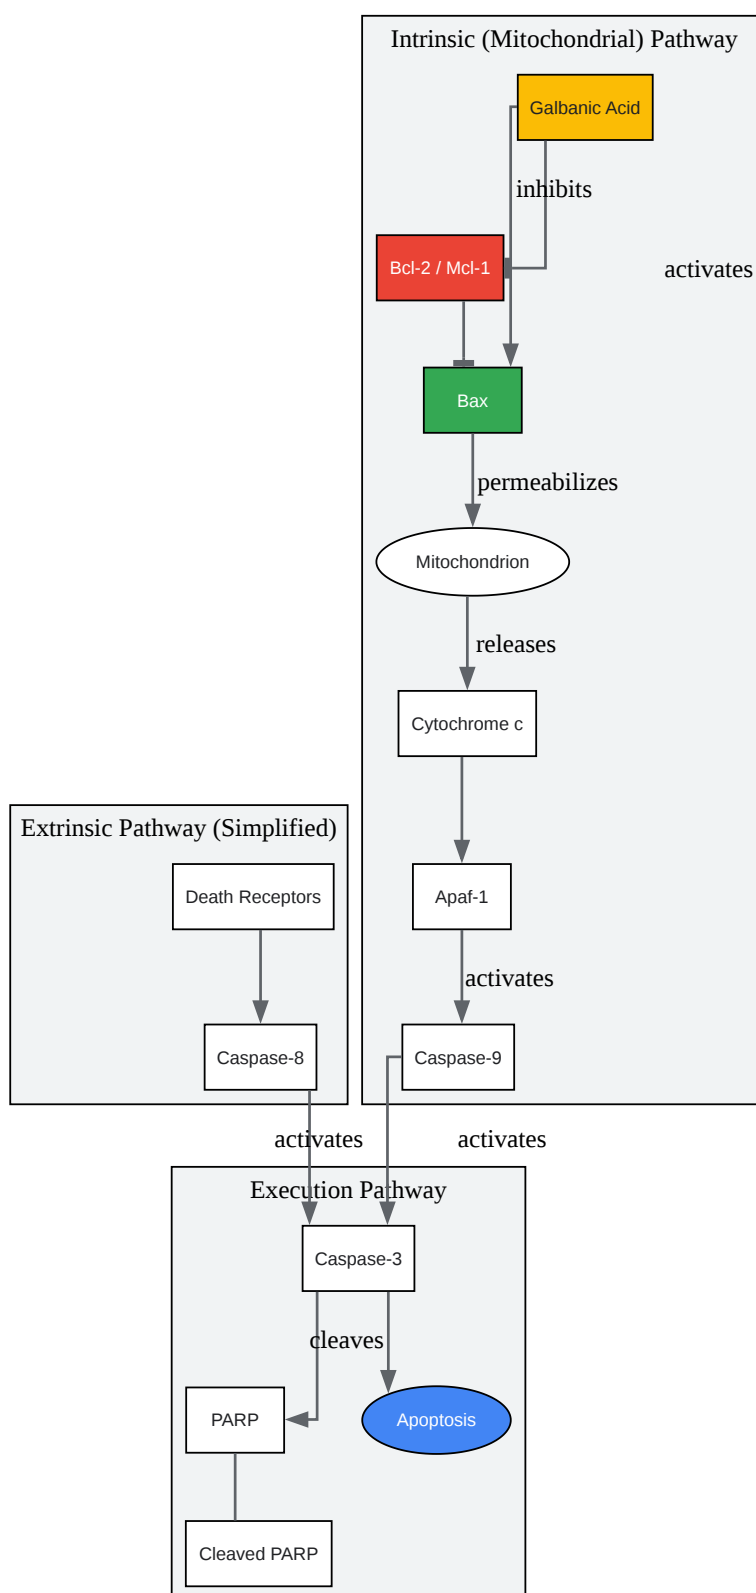 Intrinsic (Mitochondrial) Pathway
Galbanic Acid
inhibits
Bcl-2 / Mcl-1
activates
Bax
permeabilizes
Mitochondrion
releases
Cytochrome c
Extrinsic Pathway (Simplified)
Death Receptors
Apaf-1
activates
Caspase-8
Caspase-9
activates
activates
Execution Pathway
Caspase-3
cleaves
PARP
Apoptosis
Cleaved PARP